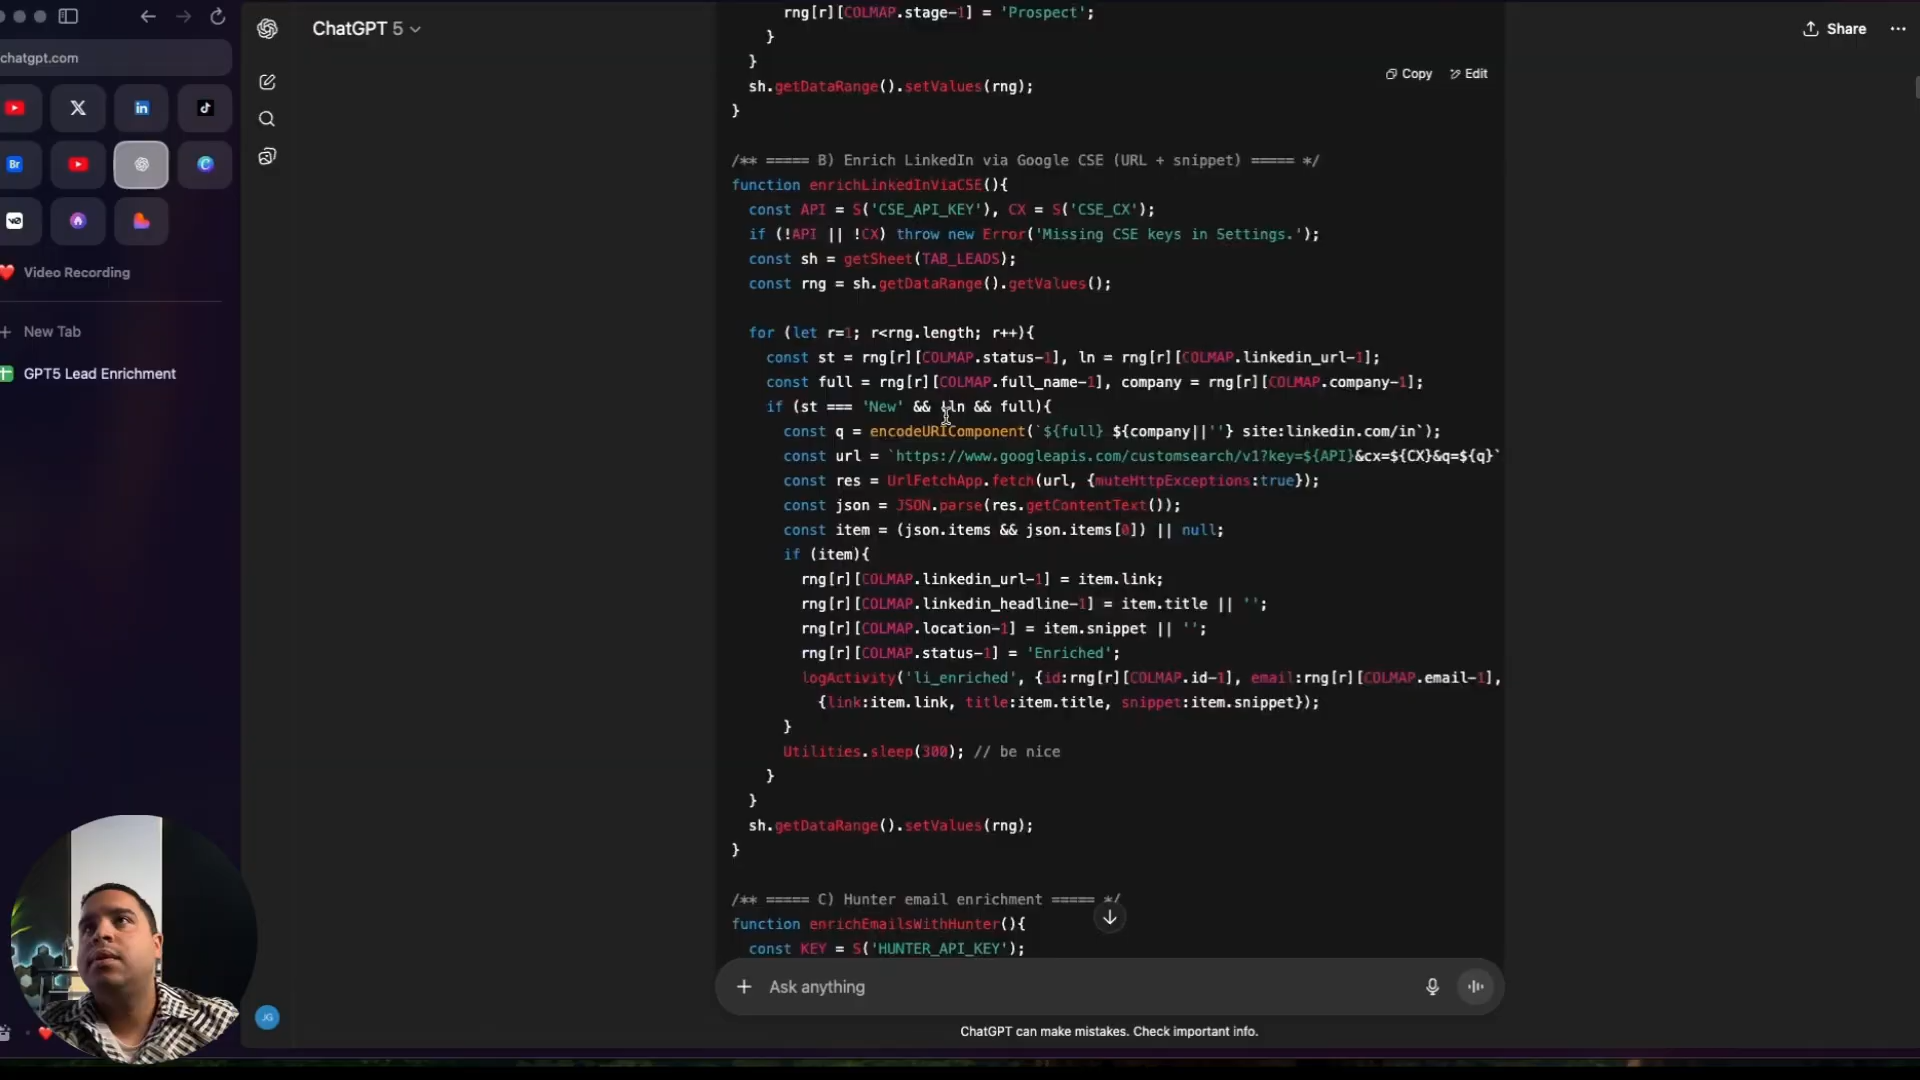 chatgpt.com
in
Br
Video Recording
New Tab
GPT5 Lead Enrichment
JG
ChatGPT 5
Share
Copy
Edit
rng[r][COLMAP.stage-1] = 'Prospect';
}
}
sh.getDataRange().setValues(rng);
}
/** ===== B) Enrich LinkedIn via Google CSE (URL + snippet) ===== */
function enrichLinkedInViaCSE(){
const API = S('CSE_API_KEY'), CX = S('CSE_CX');
if (!API || !CX) throw new Error('Missing CSE keys in Settings.');
const sh = getSheet(TAB_LEADS);
const rng = sh.getDataRange().getValues();
for (let r=1; r<rng.length; r++){
const st = rng[r][COLMAP.status-1], ln = rng[r][COLMAP.linkedin_url-1];
const full = rng[r][COLMAP.full_name-1], company = rng[r][COLMAP.company-1];
if (st === 'New' && !ln && full){
const q = encodeURIComponent(`${full} ${company||''} site:linkedin.com/in`);
const url = `https://www.googleapis.com/customsearch/v1?key=${API}&cx=${CX}&q=${q}`
const res = UrlFetchApp.fetch(url, {muteHttpExceptions:true});
const json = JSON.parse(res.getContentText());
const item = (json.items && json.items[0]) || null;
if (item){
rng[r][COLMAP.linkedin_url-1] = item.link;
rng[r][COLMAP.linkedin_headline-1] = item.title || '';
rng[r][COLMAP.location-1] = item.snippet || '';
rng[r][COLMAP.status-1] = 'Enriched';
logActivity('li_enriched', {id:rng[r][COLMAP.id-1], email:rng[r][COLMAP.email-1],
{link:item.link, title:item.title, snippet:item.snippet});
}
Utilities.sleep(300); // be nice
}
}
sh.getDataRange().setValues(rng);
}
/** ===== C) Hunter email enrichment ===== */
function enrichEmailsWithHunter(){
const KEY = S('HUNTER_API_KEY');
Ask anything
ChatGPT can make mistakes. Check important info.